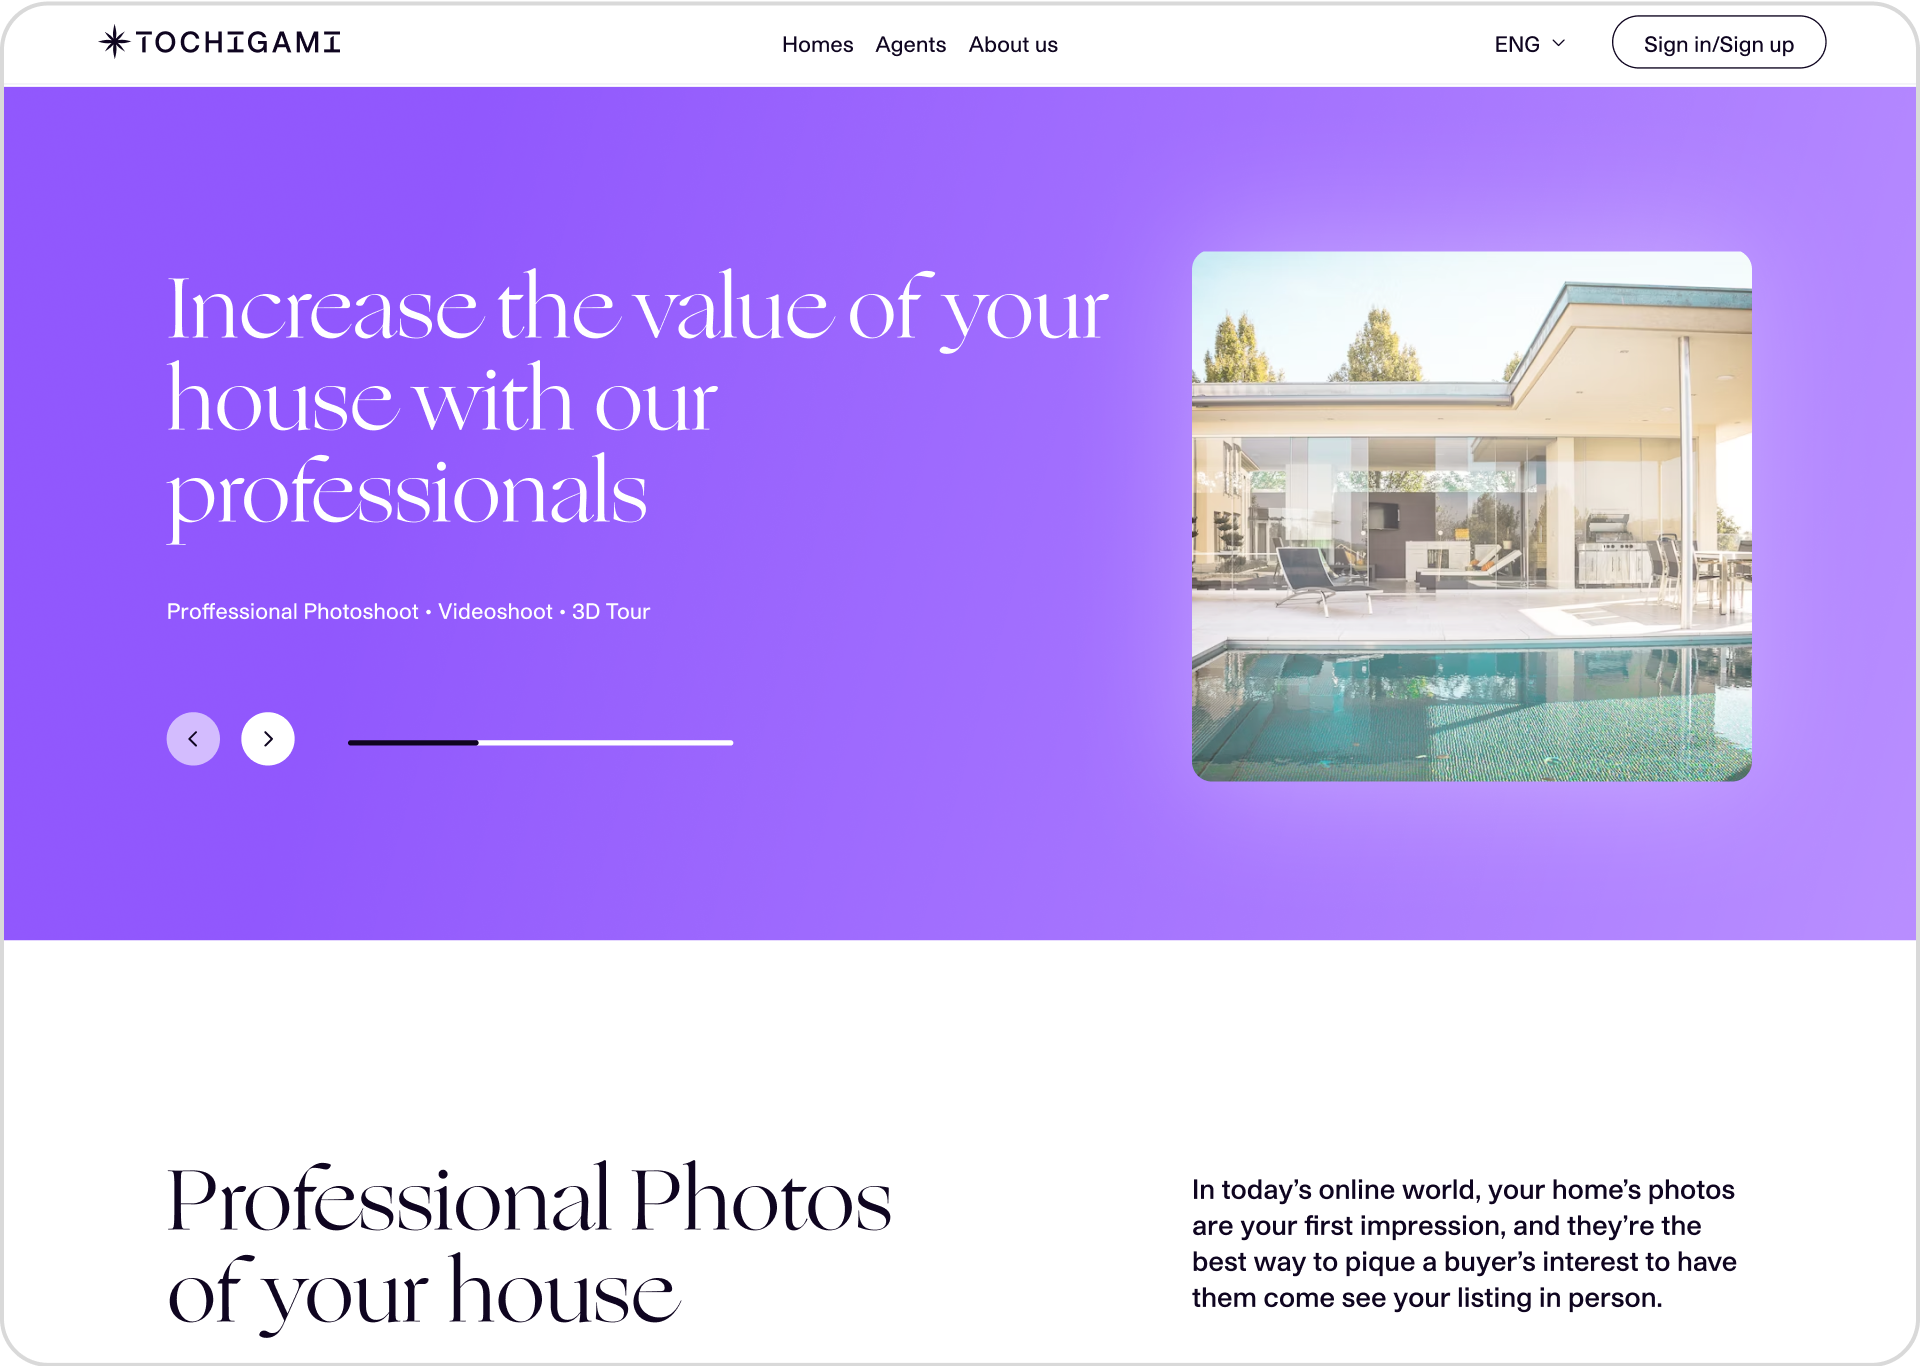 TOCHIGAMI
Homes Agents About us
ENG
Sign in/Sign up
Increase the value of your
house with our
professionals
Proffessional Photoshoot • Videoshoot • 3D Tour
Professional Photos
of your house
In today’s online world, your home’s photos
are your first impression, and they’re the
best way to pique a buyer’s interest to have
them come see your listing in person.